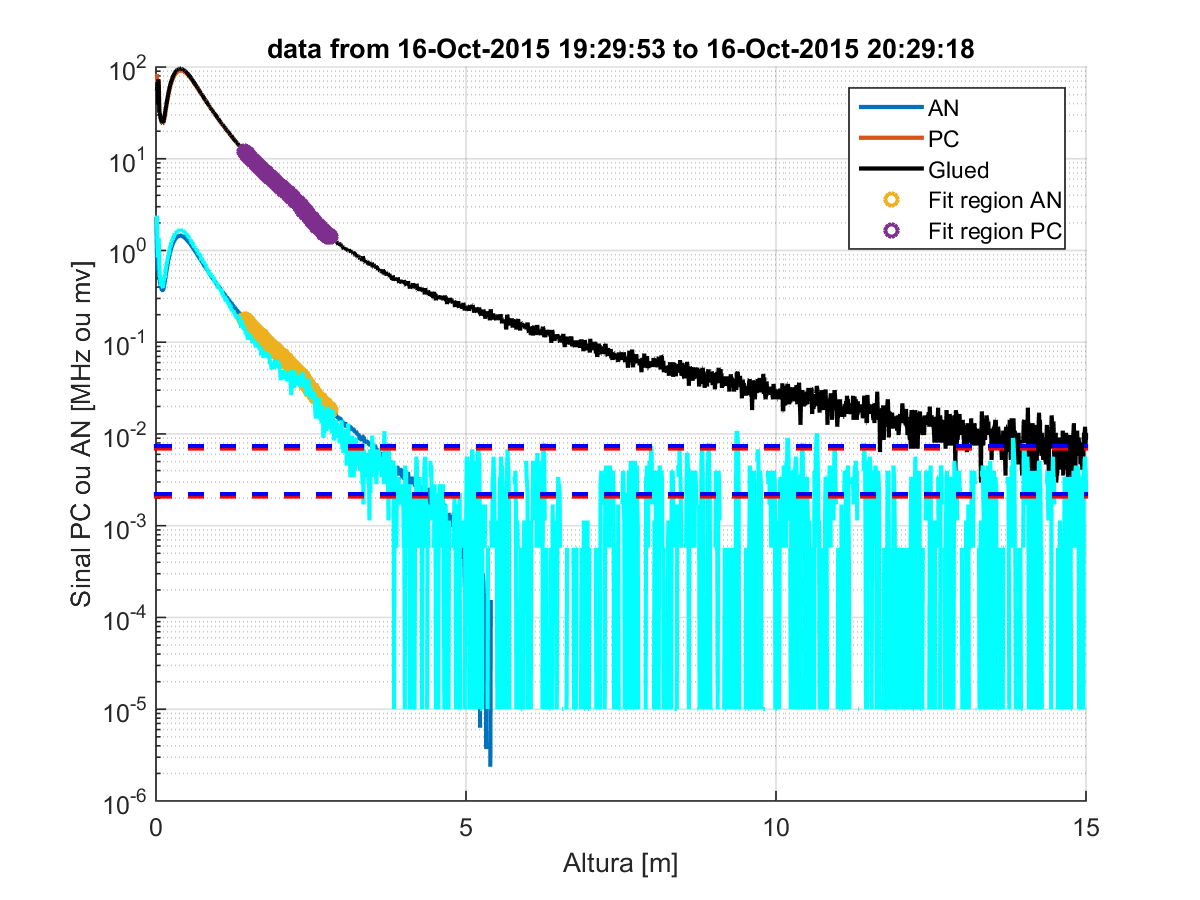 data from 16-Oct-2015 19:29:53 to 16-Oct-2015 20:29:18
AN
PC
Glued
Fit region AN
Fit region PC
Sinal PC ou AN [MHz ou mv]
10^2
10^1
10^0
10^-1
10^-2
10^-3
10^-4
10^-5
10^-6
0 5 10 15
Altura [m]